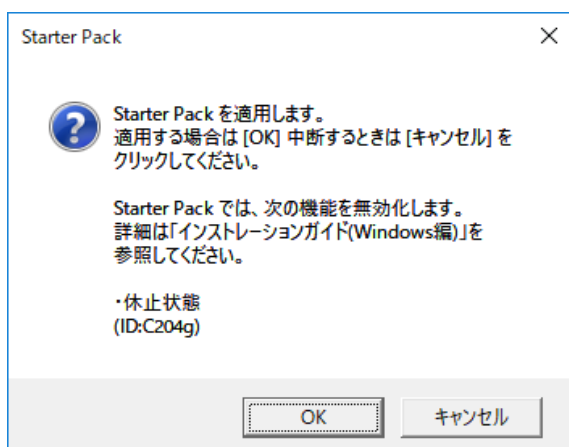 Starter Pack
Starter Pack を適用します。
適用する場合は [OK] 中断するときは [キャンセル] を
クリックしてください。
Starter Pack では、次の機能を無効化します。
詳細は「インストレーションガイド(Windows編)」を
参照してください。
・休止状態
(ID:C204g)
OK
キャンセル